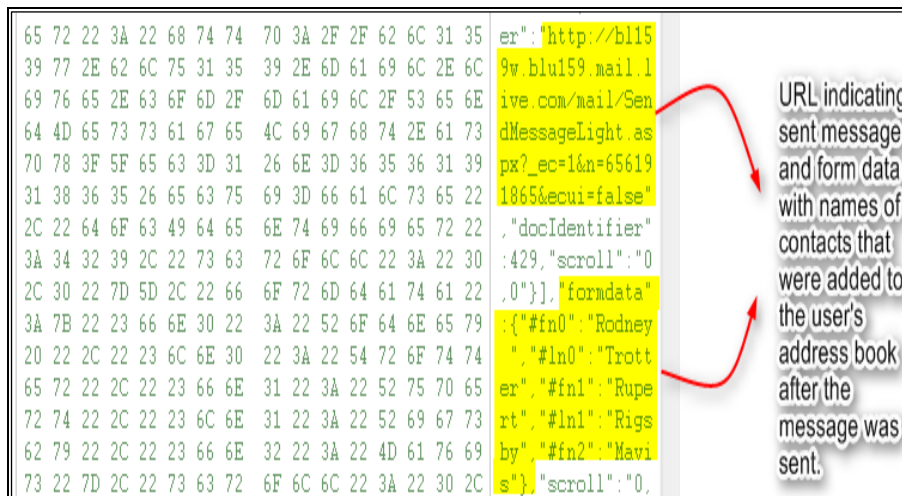 65 72 22 3A 22 68 74 74 70 3A 2F 2F 62 6C 31 35 er":"http://bl15
39 77 2E 62 6C 75 31 35 39 2E 6D 61 69 6C 2E 6C 9w.blu159.mail.l
69 76 65 2E 63 6F 6D 2F 6D 61 69 6C 2F 53 65 6E ive.com/mail/Sen
64 4D 65 73 73 61 67 65 4C 69 67 68 74 2E 61 73 dMessageLight.as
70 78 3F 5F 65 63 3D 31 26 6E 3D 36 35 36 31 39 px?_ec=1&n=65619
31 38 36 35 26 65 63 75 69 3D 66 61 6C 73 65 22 1865&ecui=false"
2C 22 64 6F 63 49 64 65 6E 74 69 66 69 65 72 22 ,"docIdentifier"
3A 34 32 39 2C 22 73 63 72 6F 6C 6C 22 3A 22 30 :429,"scroll":"0
2C 30 22 7D 5D 2C 22 66 6F 72 6D 64 61 74 61 22 ,0"}],"formdata"
3A 7B 22 23 66 6E 30 22 3A 22 52 6F 64 6E 65 79 :{"#fn0":"Rodney
20 22 2C 22 23 6C 6E 30 22 3A 22 54 72 6F 74 74 ","#ln0":"Trott
65 72 22 2C 22 23 66 6E 31 22 3A 22 52 75 70 65 er","#fn1":"Rupe
72 74 22 2C 22 23 6C 6E 31 22 3A 22 52 69 67 73 rt","#ln1":"Rigs
62 79 22 2C 22 23 66 6E 32 22 3A 22 4D 61 76 69 by","#fn2":"Mavi
73 22 7D 2C 22 73 63 72 6F 6C 6C 22 3A 22 30 2C s"},"scroll":"0,
URL indicating
sent message
and form data
with names of
contacts that
were added to
the user's
address book
after the
message was
sent.